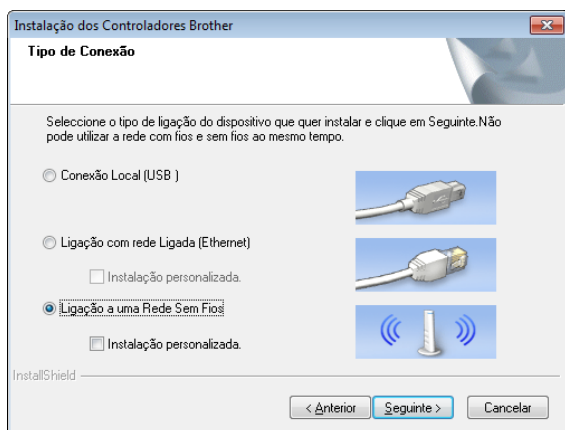 Instalação dos Controladores Brother
Tipo de Conexão
Seleccione o tipo de ligação do dispositivo que quer instalar e clique em Seguinte.Não
pode utilizar a rede com fios e sem fios ao mesmo tempo.
Conexão Local (USB )
Ligação com rede Ligada (Ethernet)
Instalação personalizada.
Ligação a uma Rede Sem Fios
Instalação personalizada.
InstallShield
< Anterior Seguinte > Cancelar